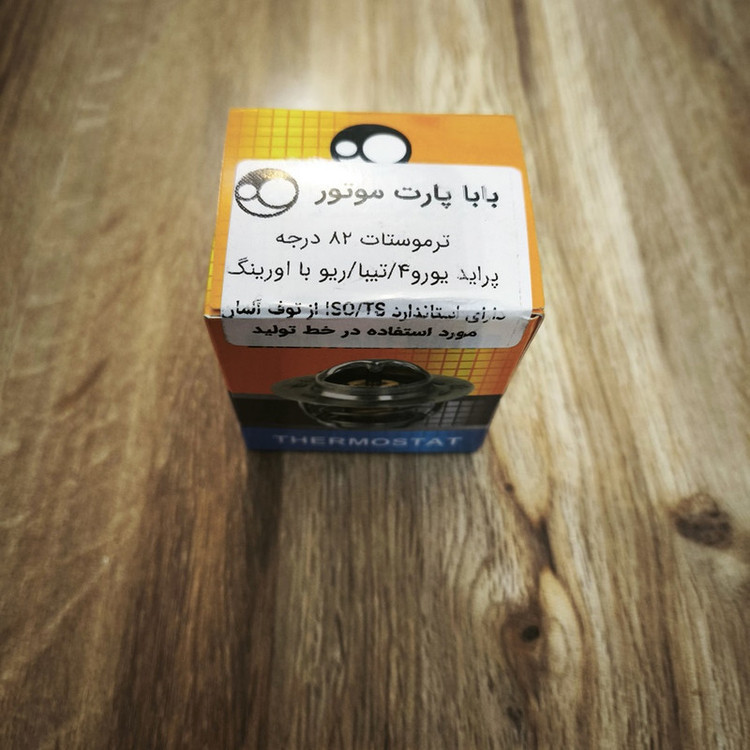 بابا پارت موتور
ترموستات ۸۲ درجه
پراید یورو۴/تیبا/ریو با اورینگ
دارای استاندارد ISO/TS از توف آلمان
مورد استفاده در خط تولید
THERMOSTAT